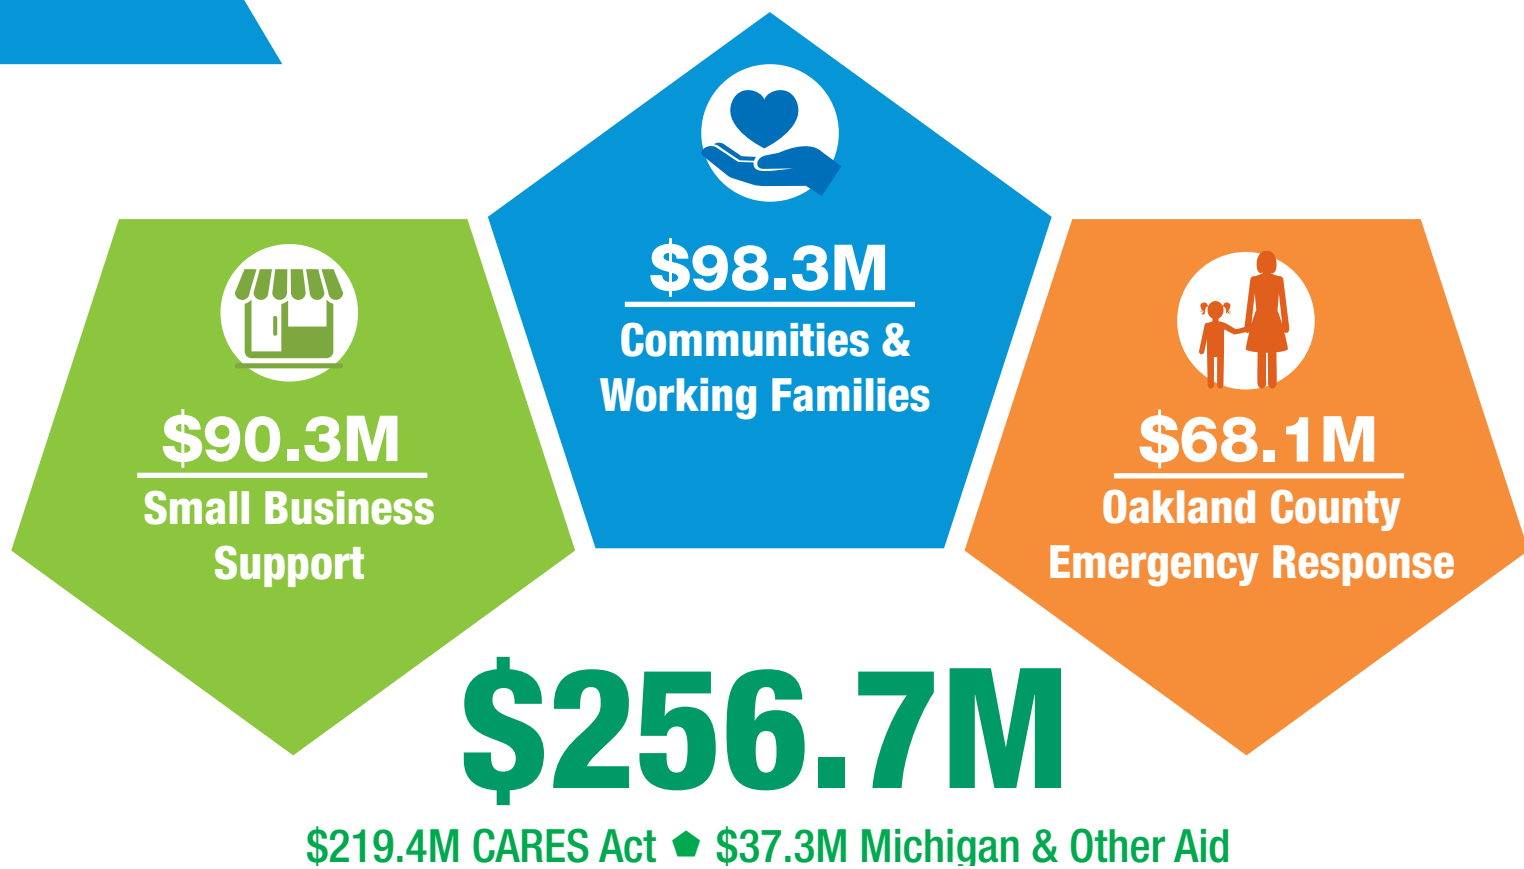 $98.3M
Communities &
Working Families
$90.3M
Small Business
Support
$68.1M
Oakland County
Emergency Response
$256.7M
$219.4M CARES Act ⬟ $37.3M Michigan & Other Aid